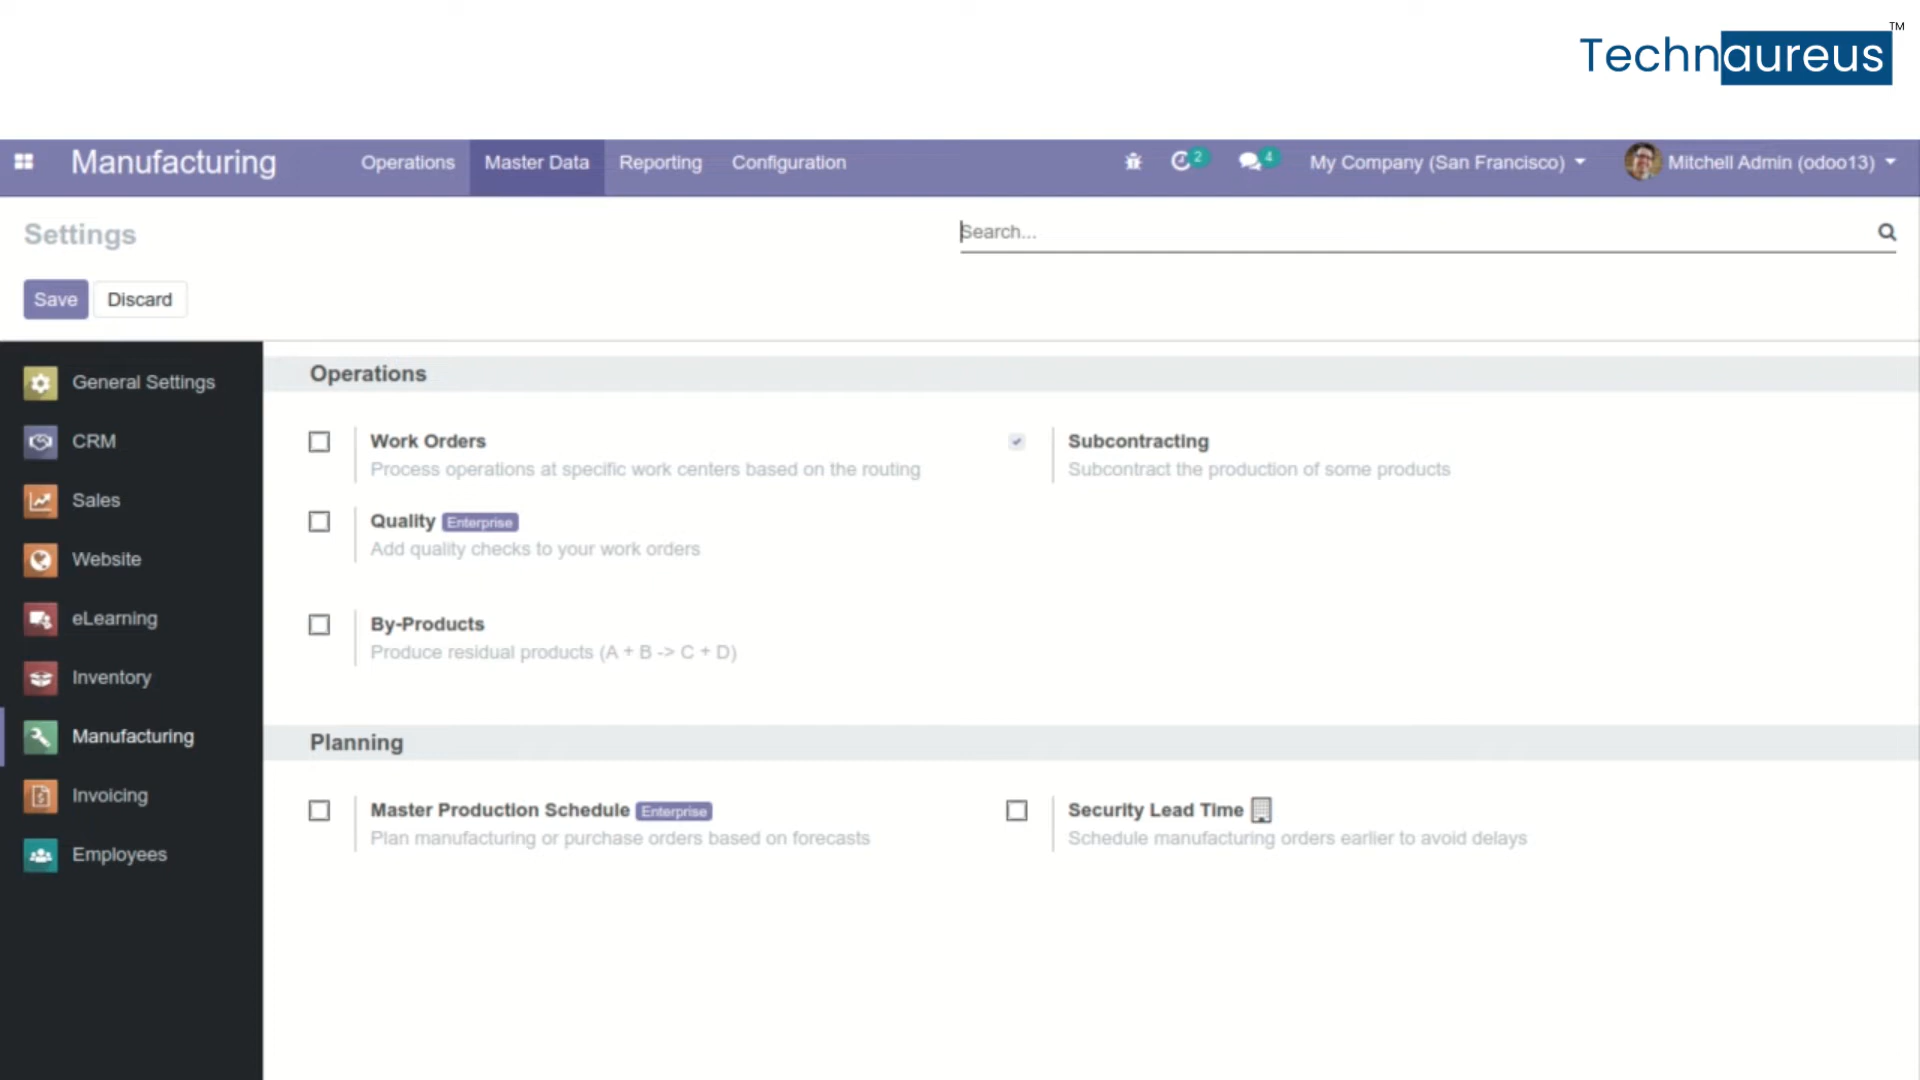 Technaureus TM
Manufacturing Operations Master Data Reporting Configuration 2 4 My Company (San Francisco) Mitchell Admin (odoo13)
Settings
Search...
Save Discard
General Settings
CRM
Sales
Website
eLearning
Inventory
Manufacturing
Invoicing
Employees
Operations
Work Orders
Process operations at specific work centers based on the routing
Subcontracting
Subcontract the production of some products
Quality Enterprise
Add quality checks to your work orders
By-Products
Produce residual products (A + B -> C + D)
Planning
Master Production Schedule Enterprise
Plan manufacturing or purchase orders based on forecasts
Security Lead Time
Schedule manufacturing orders earlier to avoid delays